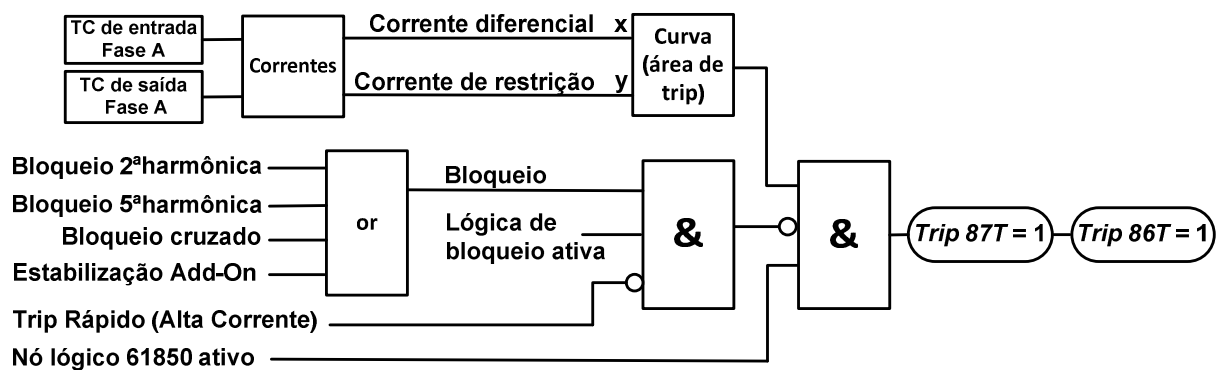 TC de entrada
Fase A
TC de saída
Fase A
Correntes
Corrente diferencial x
Corrente de restrição y
Curva
(área de
trip)
Bloqueio 2ªharmônica
Bloqueio 5ªharmônica
Bloqueio cruzado
Estabilização Add-On
or
Bloqueio
Lógica de
bloqueio ativa
&
&
Trip 87T = 1
Trip 86T = 1
Trip Rápido (Alta Corrente)
Nó lógico 61850 ativo